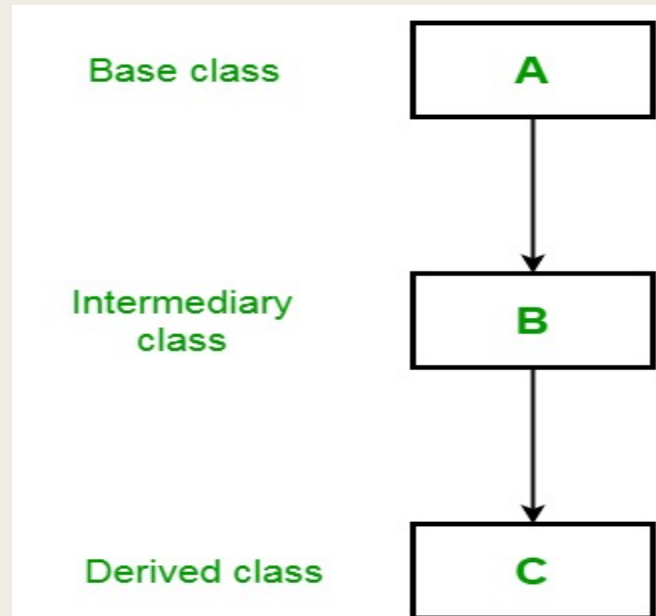 Base class
A
Intermediary
class
B
Derived class
C